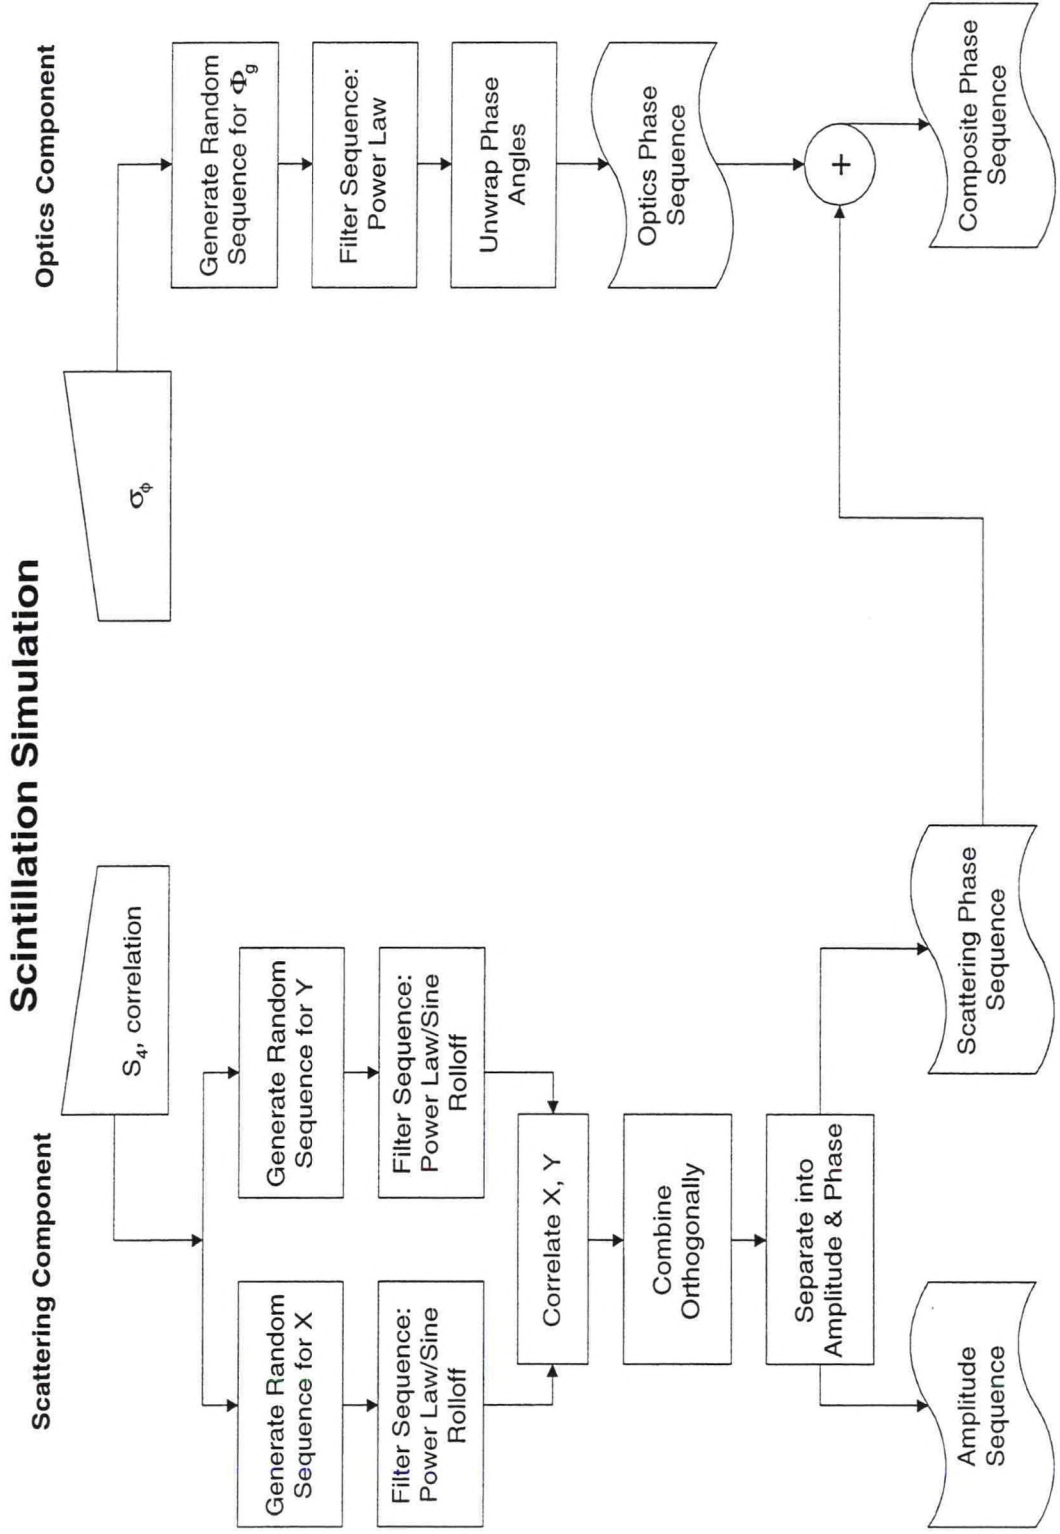 Scintillation Simulation
Scattering Component
S₄, correlation
Generate Random
Sequence for X
Generate Random
Sequence for Y
Filter Sequence:
Power Law/Sine
Rolloff
Filter Sequence:
Power Law/Sine
Rolloff
Correlate X, Y
Combine
Orthogonally
Separate into
Amplitude & Phase
Amplitude
Sequence
Scattering Phase
Sequence
Optics Component
σ_ϕ
Generate Random
Sequence for Φ_g
Filter Sequence:
Power Law
Unwrap Phase
Angles
Optics Phase
Sequence
+
Composite Phase
Sequence